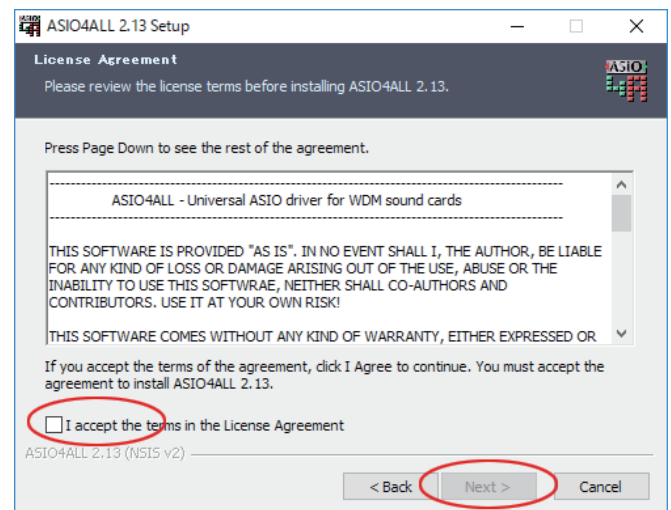 ASIO4ALL 2.13 Setup
License Agreement
Please review the license terms before installing ASIO4ALL 2.13.
ASIO
Press Page Down to see the rest of the agreement.
ASIO4ALL - Universal ASIO driver for WDM sound cards
THIS SOFTWARE IS PROVIDED "AS IS". IN NO EVENT SHALL I, THE AUTHOR, BE LIABLE
FOR ANY KIND OF LOSS OR DAMAGE ARISING OUT OF THE USE, ABUSE OR THE
INABILITY TO USE THIS SOFTWRAE, NEITHER SHALL CO-AUTHORS AND
CONTRIBUTORS. USE IT AT YOUR OWN RISK!
THIS SOFTWARE COMES WITHOUT ANY KIND OF WARRANTY, EITHER EXPRESSED OR
If you accept the terms of the agreement, click I Agree to continue. You must accept the
agreement to install ASIO4ALL 2.13.
I accept the terms in the License Agreement
ASIO4ALL 2.13 (NSIS v2)
< Back Next > Cancel